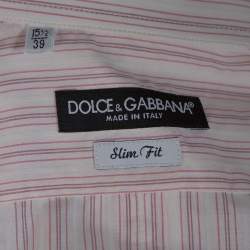 15½
39
DOLCE & GABBANA®
MADE IN ITALY
Slim Fit